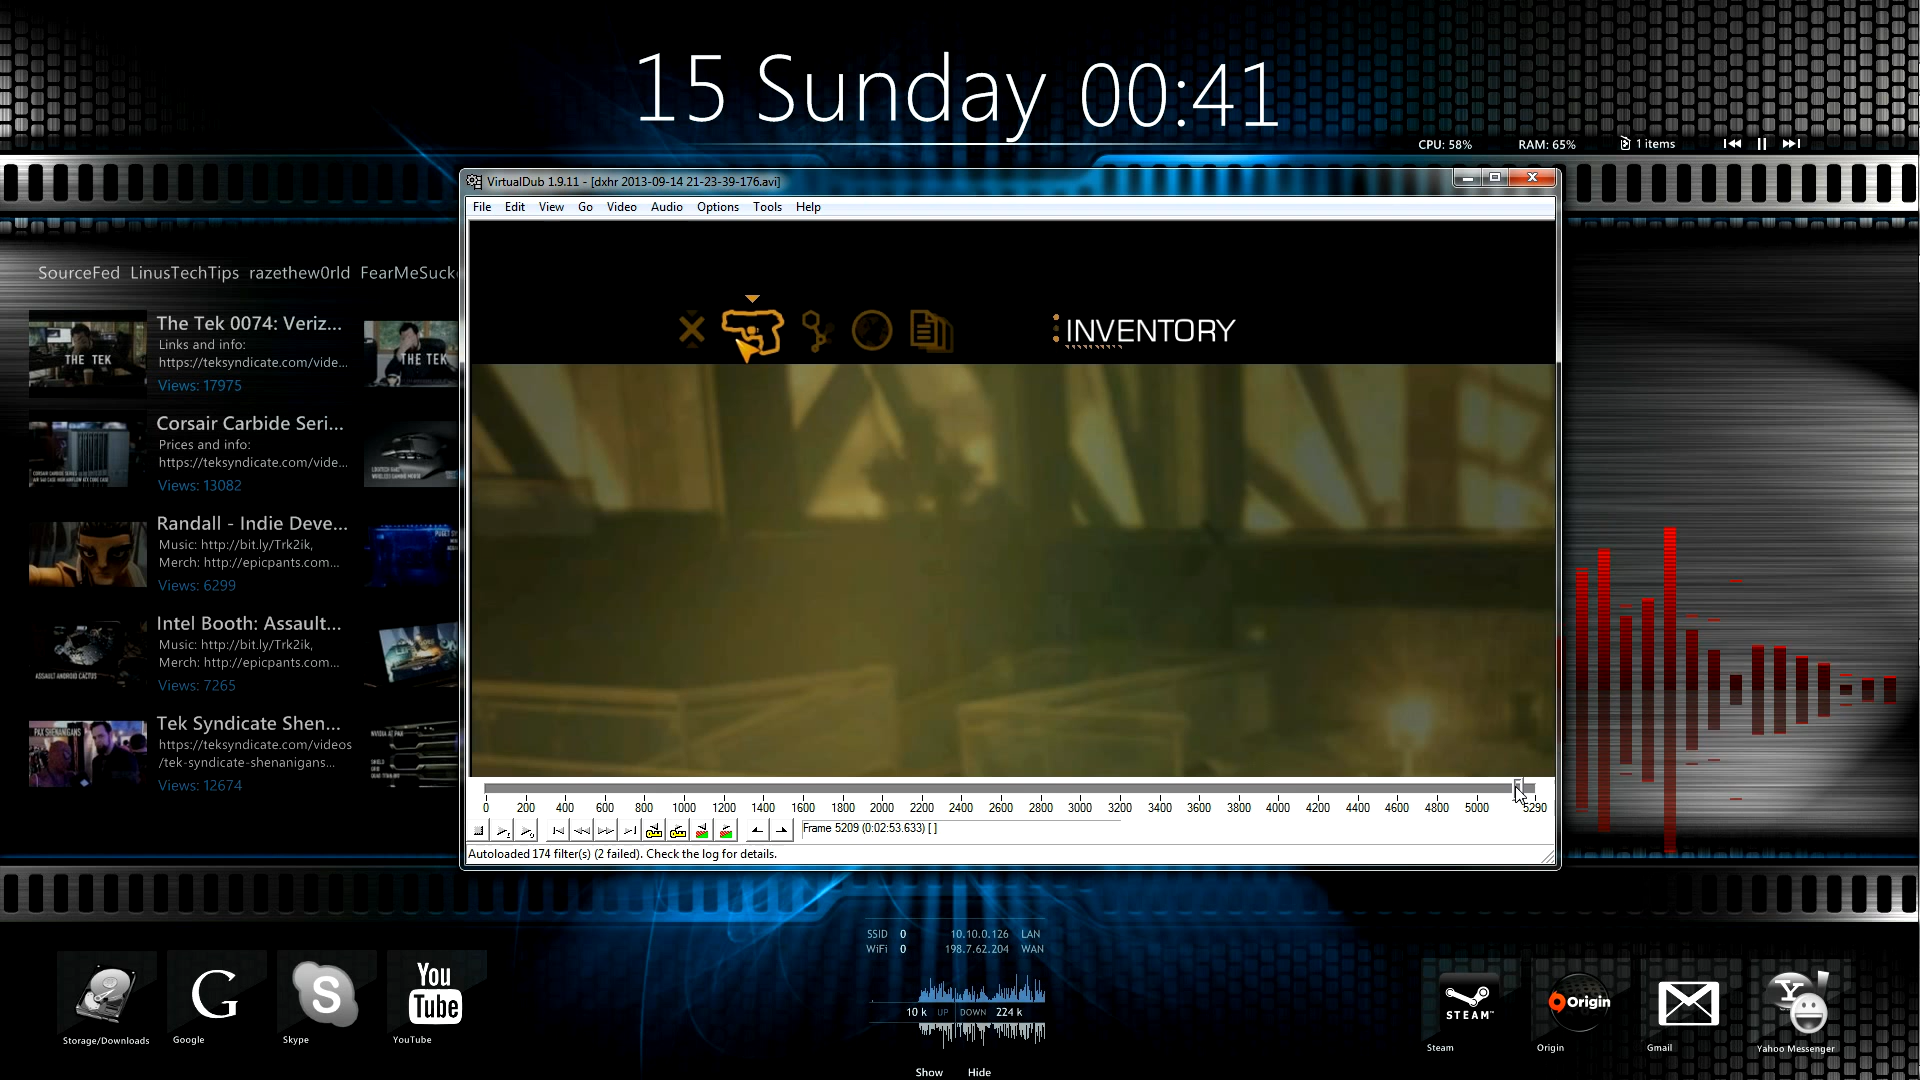 15 Sunday 00:41
CPU: 58% RAM: 65% 1 items
VirtualDub 1.9.11 - [dxhr 2013-09-14 21-23-39-176.avi]
File Edit View Go Video Audio Options Tools Help
INVENTORY
SourceFed LinusTechTips razethew0rld FearMeSuck
The Tek 0074: Veriz...
Links and info:
https://teksyndicate.com/vide...
Views: 17975
THE TEK
THE TEK
Corsair Carbide Seri...
Prices and info:
https://teksyndicate.com/vide...
Views: 13082
Randall - Indie Deve...
Music: http://bit.ly/Trk2ik,
Merch: http://epicpants.com...
Views: 6299
Intel Booth: Assault...
Music: http://bit.ly/Trk2ik,
Merch: http://epicpants.com...
Views: 7265
ASSAULT ANDROID CACTUS
Tek Syndicate Shen...
https://teksyndicate.com/videos
/tek-syndicate-shenanigans...
Views: 12674
PAX SHENANIGANS
0 200 400 600 800 1000 1200 1400 1600 1800 2000 2200 2400 2600 2800 3000 3200 3400 3600 3800 4000 4200 4400 4600 4800 5000 5290
Frame 5209 (0:02:53.633) [ ]
Autoloaded 174 filter(s) (2 failed). Check the log for details.
SSID 0 10.10.0.126 LAN
WiFi 0 198.7.62.204 WAN
10 k UP DOWN 224 k
Show Hide
Storage/Downloads
G
Google
S
Skype
You
Tube
YouTube
STEAM™
Steam
Origin
Origin
Gmail
Y
Yahoo Messenger